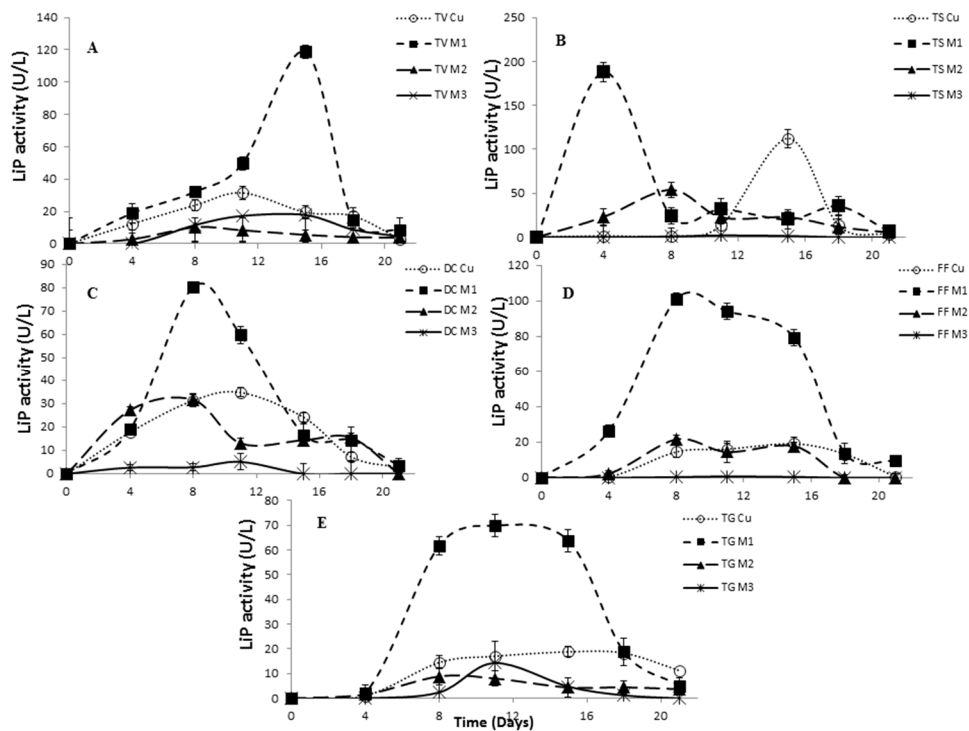 A
LiP activity (U/L)
140
120
100
80
60
40
20
0
0 4 8 12 16 20
TV Cu
TV M1
TV M2
TV M3
B
LiP activity (U/L)
250
200
150
100
50
0
0 4 8 12 16 20
TS Cu
TS M1
TS M2
TS M3
C
LiP activity (U/L)
90
80
70
60
50
40
30
20
10
0
0 4 8 12 16 20
DC Cu
DC M1
DC M2
DC M3
D
LiP activity (U/L)
120
100
80
60
40
20
0
0 4 8 12 16 20
FF Cu
FF M1
FF M2
FF M3
E
LiP activity (U/L)
80
70
60
50
40
30
20
10
0
0 4 8 12 16 20
Time (Days)
TG Cu
TG M1
TG M2
TG M3